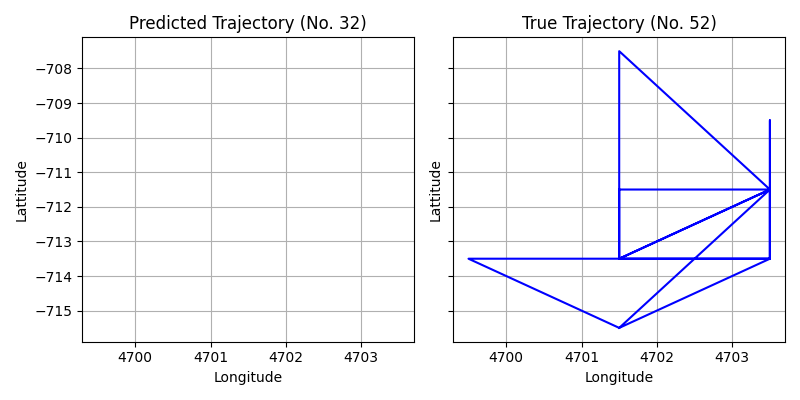 Predicted Trajectory (No. 32)
True Trajectory (No. 52)
−708
−709
−710
−711
−712
−713
−714
−715
Lattitude
Lattitude
4700
4701
4702
4703
4700
4701
4702
4703
Longitude
Longitude